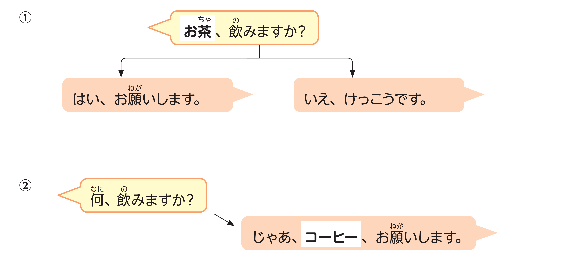 ①
お茶、飲みますか?
はい、お願いします。
いえ、けっこうです。
②
何、飲みますか?
じゃあ、コーヒー、お願いします。